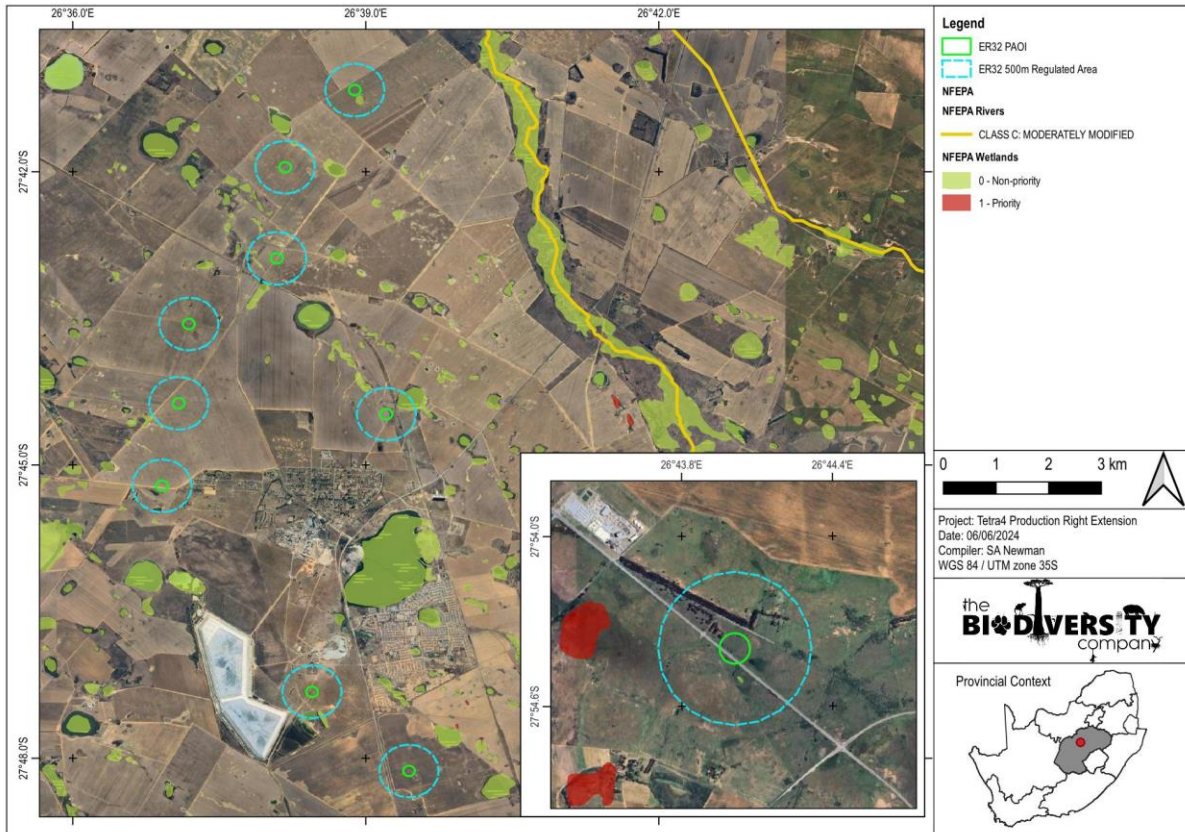 26°36.0'E
26°39.0'E
26°42.0'E
27°42.0'S
27°45.0'S
27°48.0'S
26°43.8'E
26°44.4'E
27°54.0'S
27°54.6'S
Legend
ER32 PAOI
ER32 500m Regulated Area
NFEPA
NFEPA Rivers
CLASS C: MODERATELY MODIFIED
NFEPA Wetlands
0 - Non-priority
1 - Priority
0 1 2 3 km
Project: Tetra4 Production Right Extension
Date: 06/06/2024
Compiler: SA Newman
WGS 84 / UTM zone 35S
the
BIODIVERSITY
company
Provincial Context